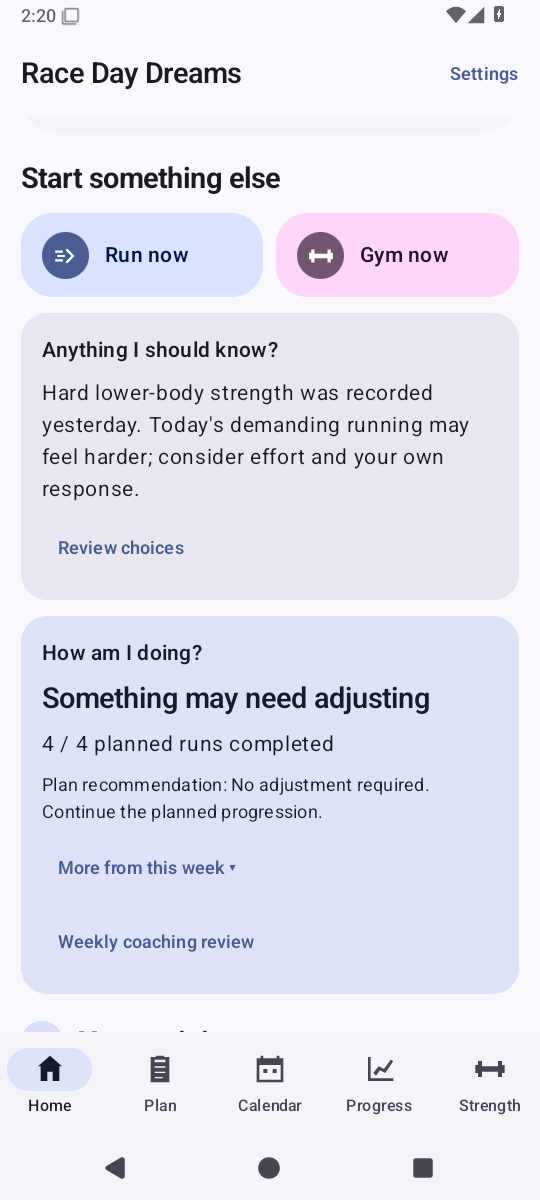 2:20
Race Day Dreams
Settings
Start something else
Run now
Gym now
Anything I should know?
Hard lower-body strength was recorded
yesterday. Today's demanding running may
feel harder; consider effort and your own
response.
Review choices
How am I doing?
Something may need adjusting
4 / 4 planned runs completed
Plan recommendation: No adjustment required.
Continue the planned progression.
More from this week ▾
Weekly coaching review
Home
Plan
Calendar
Progress
Strength